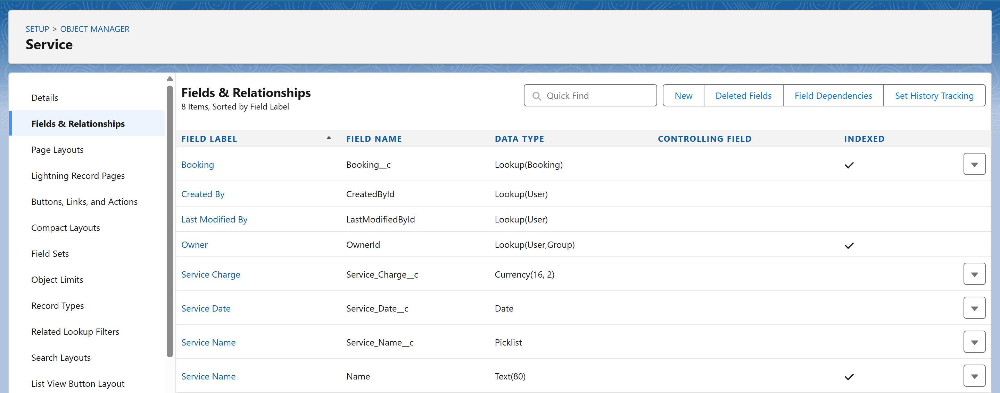 SETUP > OBJECT MANAGER
Service
Details
Fields & Relationships
Page Layouts
Lightning Record Pages
Buttons, Links, and Actions
Compact Layouts
Field Sets
Object Limits
Record Types
Related Lookup Filters
Search Layouts
List View Button Layout
Fields & Relationships
8 Items, Sorted by Field Label
Quick Find
New
Deleted Fields
Field Dependencies
Set History Tracking
FIELD LABEL FIELD NAME DATA TYPE CONTROLLING FIELD INDEXED
Booking Booking__c Lookup(Booking)
Created By CreatedById Lookup(User)
Last Modified By LastModifiedById Lookup(User)
Owner OwnerId Lookup(User,Group)
Service Charge Service_Charge__c Currency(16, 2)
Service Date Service_Date__c Date
Service Name Service_Name__c Picklist
Service Name Name Text(80)